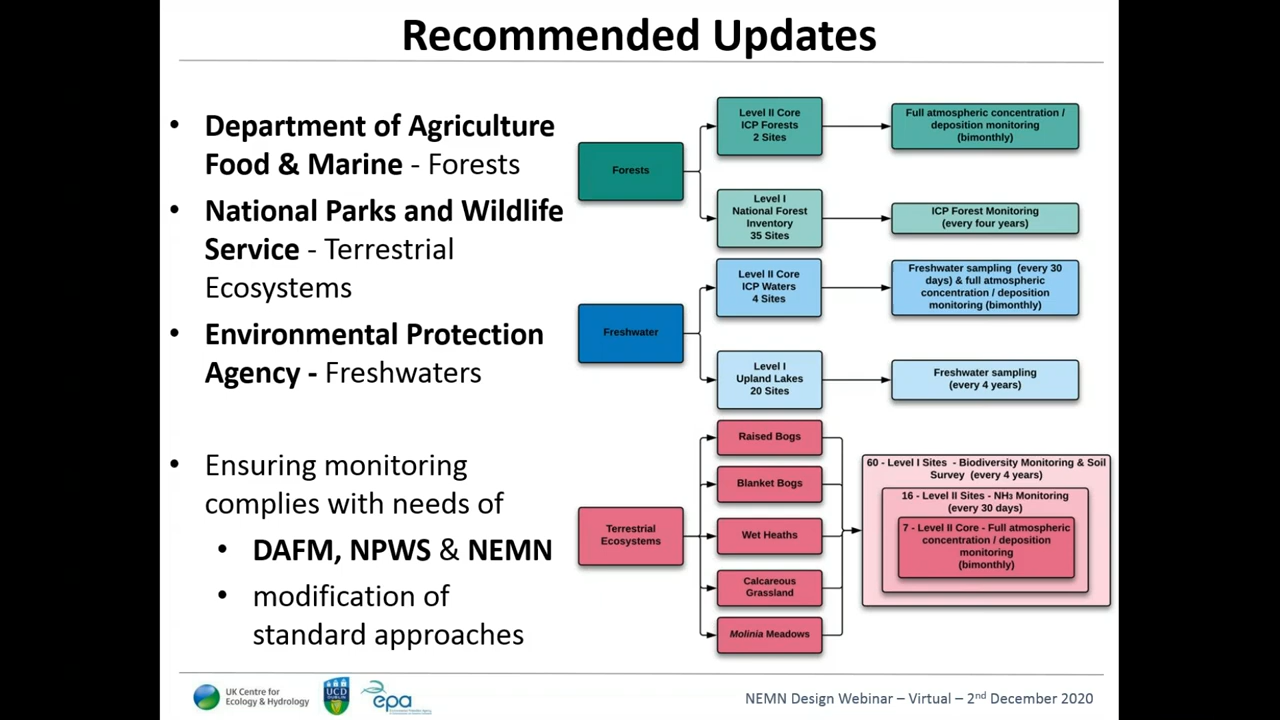 Recommended Updates
• Department of Agriculture
Food & Marine - Forests
• National Parks and Wildlife
Service - Terrestrial
Ecosystems
• Environmental Protection
Agency - Freshwaters
• Ensuring monitoring
complies with needs of
• DAFM, NPWS & NEMN
• modification of
standard approaches
Forests
Level II Core
ICP Forests
2 Sites
Full atmospheric concentration /
deposition monitoring
(bimonthly)
Level I
National Forest
Inventory
35 Sites
ICP Forest Monitoring
(every four years)
Freshwater
Level II Core
ICP Waters
4 Sites
Freshwater sampling (every 30
days) & full atmospheric
concentration / deposition
monitoring (bimonthly)
Level I
Upland Lakes
20 Sites
Freshwater sampling
(every 4 years)
Terrestrial
Ecosystems
Raised Bogs
Blanket Bogs
Wet Heaths
Calcareous
Grassland
Molinia Meadows
60 - Level I Sites - Biodiversity Monitoring & Soil
Survey (every 4 years)
16 - Level II Sites - NH₃ Monitoring
(every 30 days)
7 - Level II Core - Full atmospheric
concentration / deposition
monitoring
(bimonthly)
UK Centre for
Ecology & Hydrology
UCD
DUBLIN
epa
NEMN Design Webinar – Virtual – 2nd December 2020